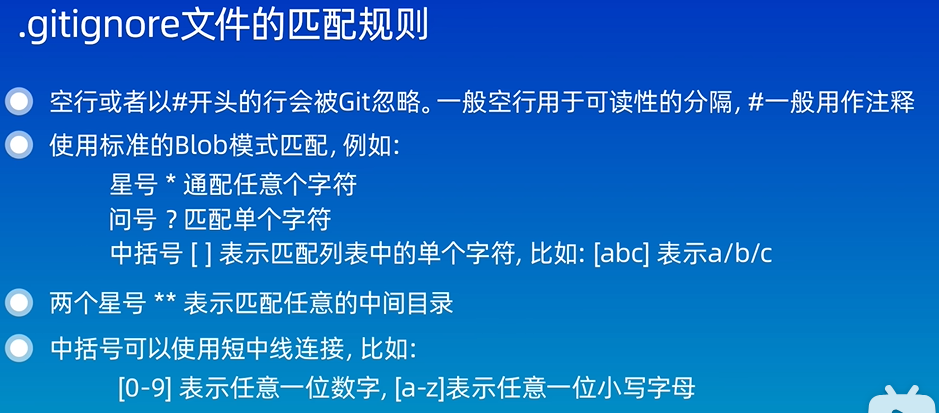 .gitignore文件的匹配规则
空行或者以#开头的行会被Git忽略。一般空行用于可读性的分隔, #一般用作注释
使用标准的Blob模式匹配, 例如:
星号 * 通配任意个字符
问号 ? 匹配单个字符
中括号 [ ] 表示匹配列表中的单个字符, 比如: [abc] 表示a/b/c
两个星号 ** 表示匹配任意的中间目录
中括号可以使用短中线连接, 比如:
[0-9] 表示任意一位数字, [a-z]表示任意一位小写字母